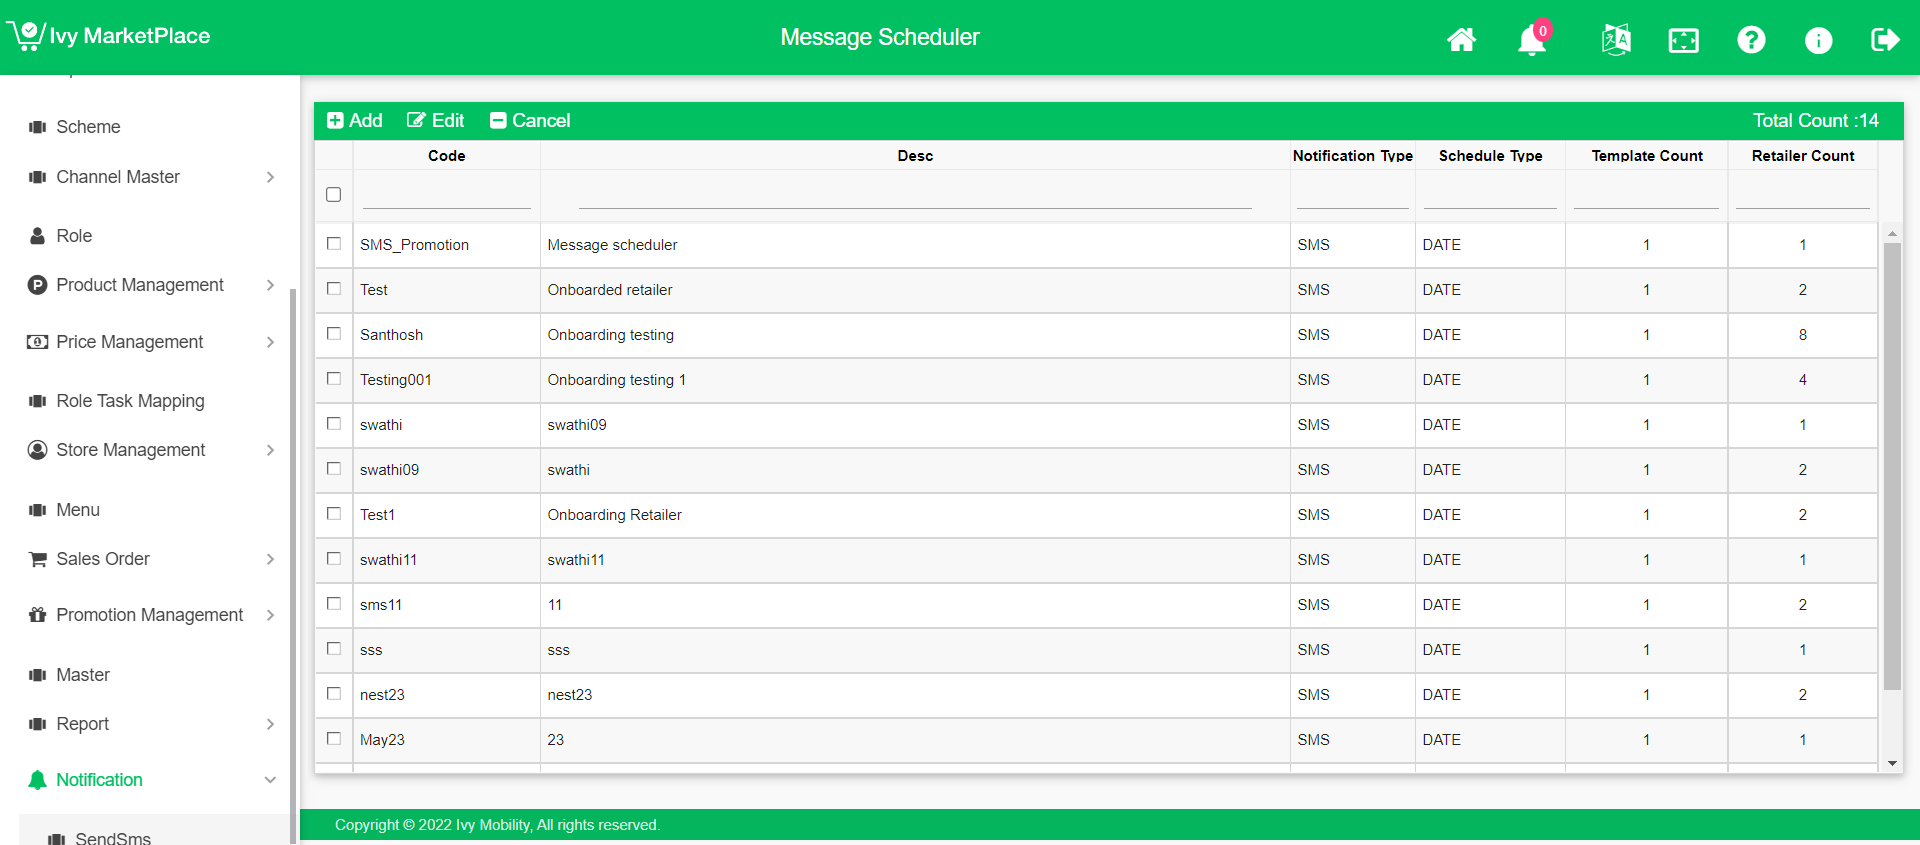 Ivy MarketPlace
Message Scheduler
0
Scheme
Channel Master
Role
Product Management
Price Management
Role Task Mapping
Store Management
Menu
Sales Order
Promotion Management
Master
Report
Notification
SendSms
Add Edit Cancel Total Count :14
Code Desc Notification Type Schedule Type Template Count Retailer Count
SMS_Promotion Message scheduler SMS DATE 1 1
Test Onboarded retailer SMS DATE 1 2
Santhosh Onboarding testing SMS DATE 1 8
Testing001 Onboarding testing 1 SMS DATE 1 4
swathi swathi09 SMS DATE 1 1
swathi09 swathi SMS DATE 1 2
Test1 Onboarding Retailer SMS DATE 1 2
swathi11 swathi11 SMS DATE 1 1
sms11 11 SMS DATE 1 2
sss sss SMS DATE 1 1
nest23 nest23 SMS DATE 1 2
May23 23 SMS DATE 1 1
Copyright © 2022 Ivy Mobility, All rights reserved.